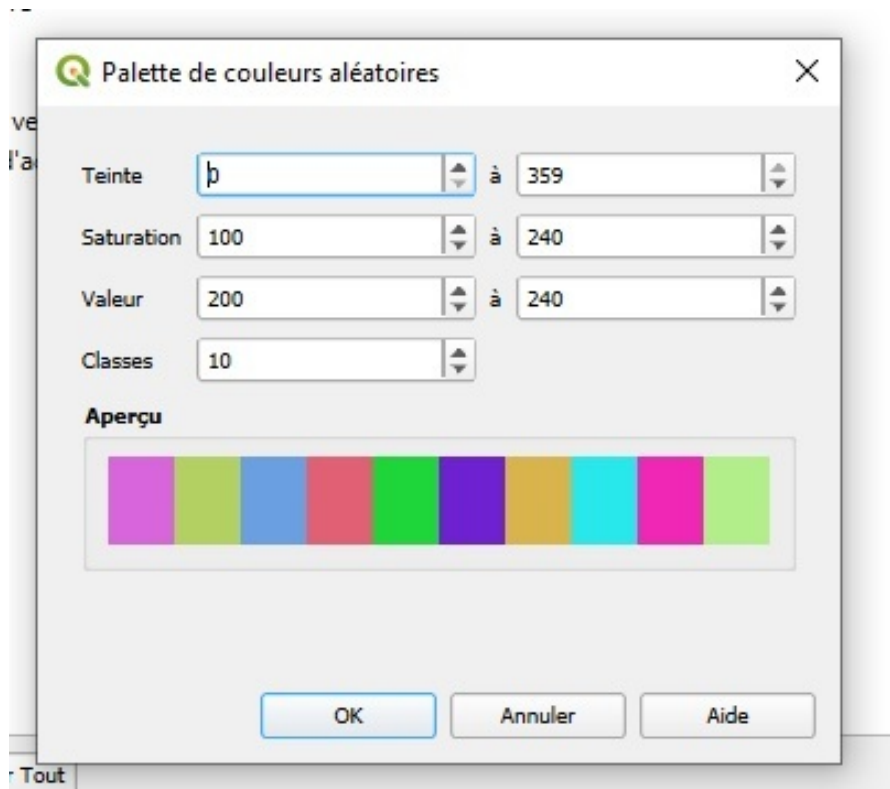 Palette de couleurs aléatoires
ve
l'a
Teinte 0 à 359
Saturation 100 à 240
Valeur 200 à 240
Classes 10
Aperçu
OK Annuler Aide
r Tout